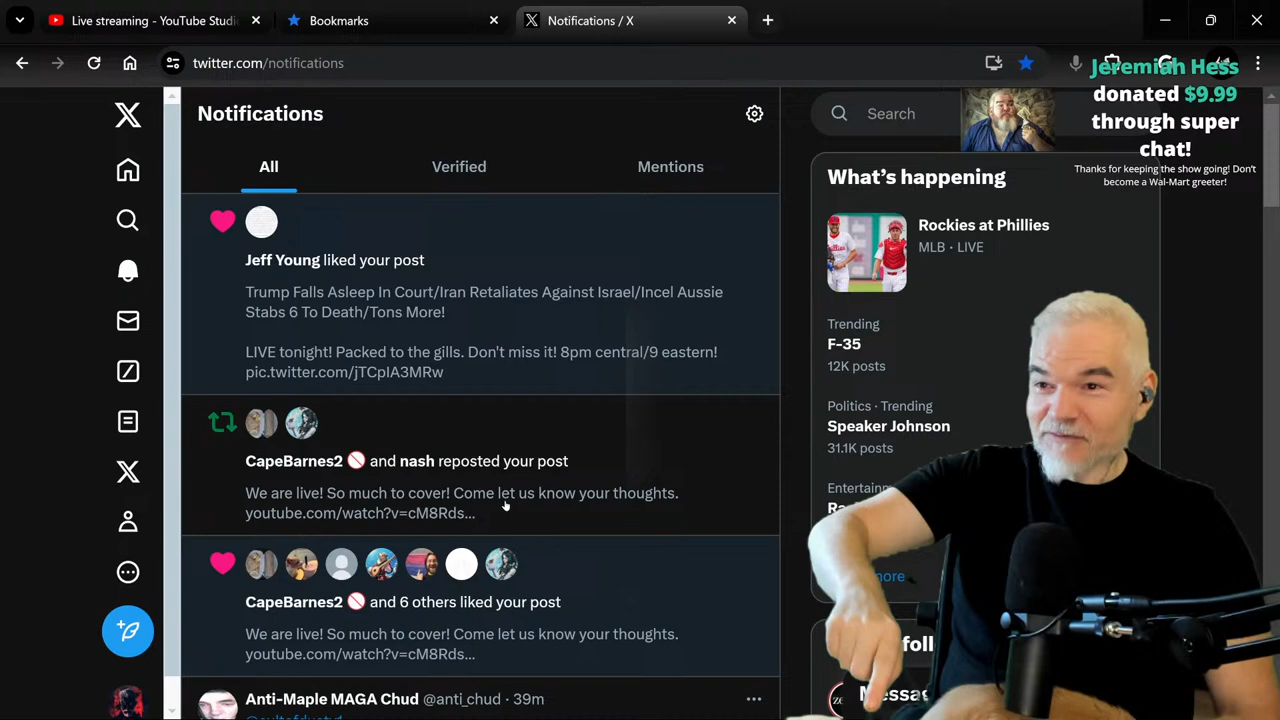 Live streaming - YouTube Studi
Bookmarks
Notifications / X
twitter.com/notifications
Jeremiah Hess
donated $9.99
through super
chat!
Thanks for keeping the show going! Don't
become a Wal-Mart greeter!
Notifications
All
Verified
Mentions
Jeff Young liked your post
Trump Falls Asleep In Court/Iran Retaliates Against Israel/Incel Aussie
Stabs 6 To Death/Tons More!
LIVE tonight! Packed to the gills. Don't miss it! 8pm central/9 eastern!
pic.twitter.com/jTCpIA3MRw
CapeBarnes2 🚫 and nash reposted your post
We are live! So much to cover! Come let us know your thoughts.
youtube.com/watch?v=cM8Rds...
CapeBarnes2 🚫 and 6 others liked your post
We are live! So much to cover! Come let us know your thoughts.
youtube.com/watch?v=cM8Rds...
Anti-Maple MAGA Chud @anti_chud · 39m
Search
What's happening
Rockies at Phillies
MLB · LIVE
Trending
F-35
12K posts
Politics · Trending
Speaker Johnson
31.1K posts